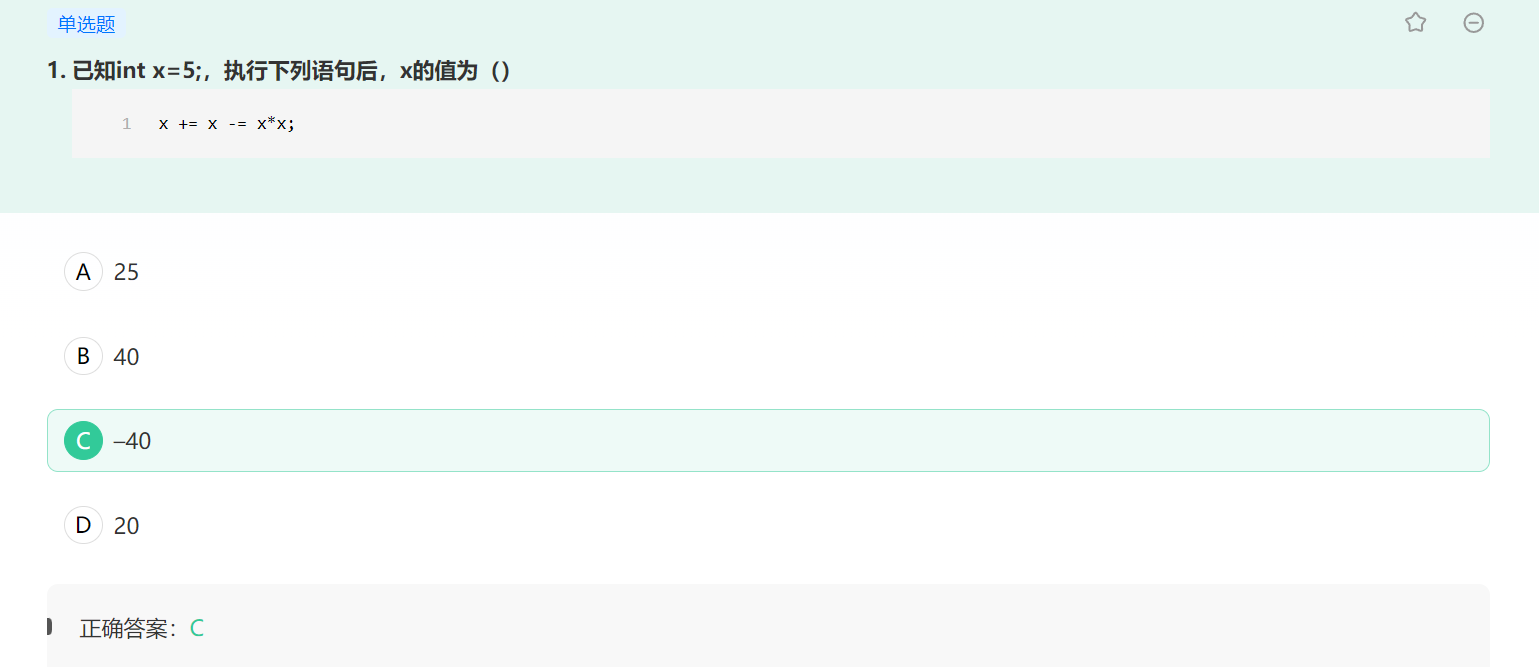 单选题
1. 已知int x=5;，执行下列语句后，x的值为（）
1 x += x -= x*x;
A 25
B 40
C –40
D 20
正确答案：C